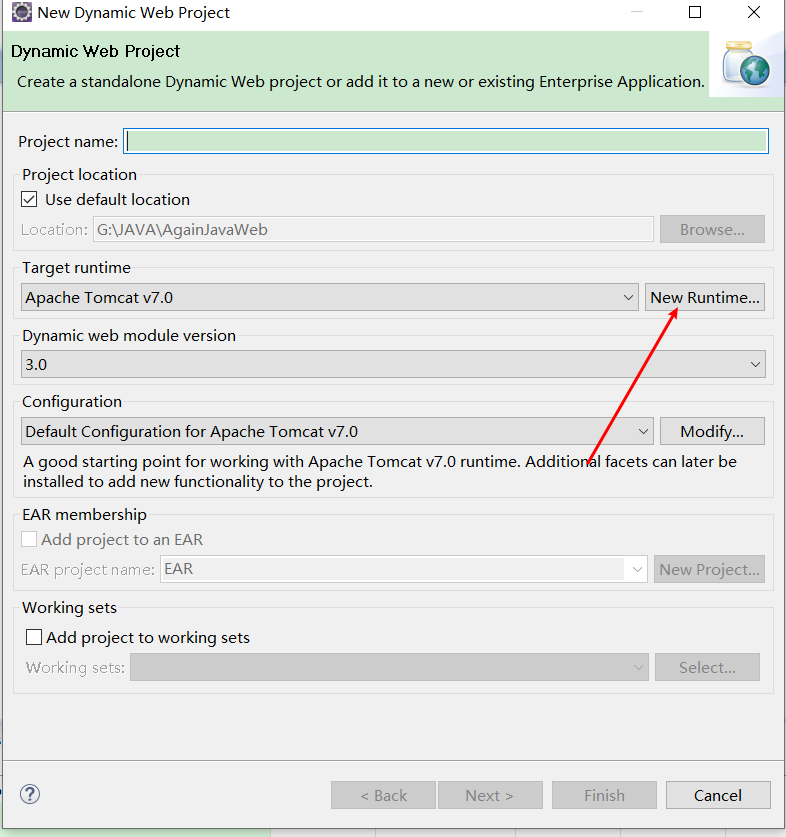 New Dynamic Web Project
Dynamic Web Project
Create a standalone Dynamic Web project or add it to a new or existing Enterprise Application.
Project name:
Project location
Use default location
Location: G:\JAVA\AgainJavaWeb Browse...
Target runtime
Apache Tomcat v7.0 New Runtime...
Dynamic web module version
3.0
Configuration
Default Configuration for Apache Tomcat v7.0 Modify...
A good starting point for working with Apache Tomcat v7.0 runtime. Additional facets can later be
installed to add new functionality to the project.
EAR membership
Add project to an EAR
EAR project name: EAR New Project...
Working sets
Add project to working sets
Working sets: Select...
? < Back Next > Finish Cancel